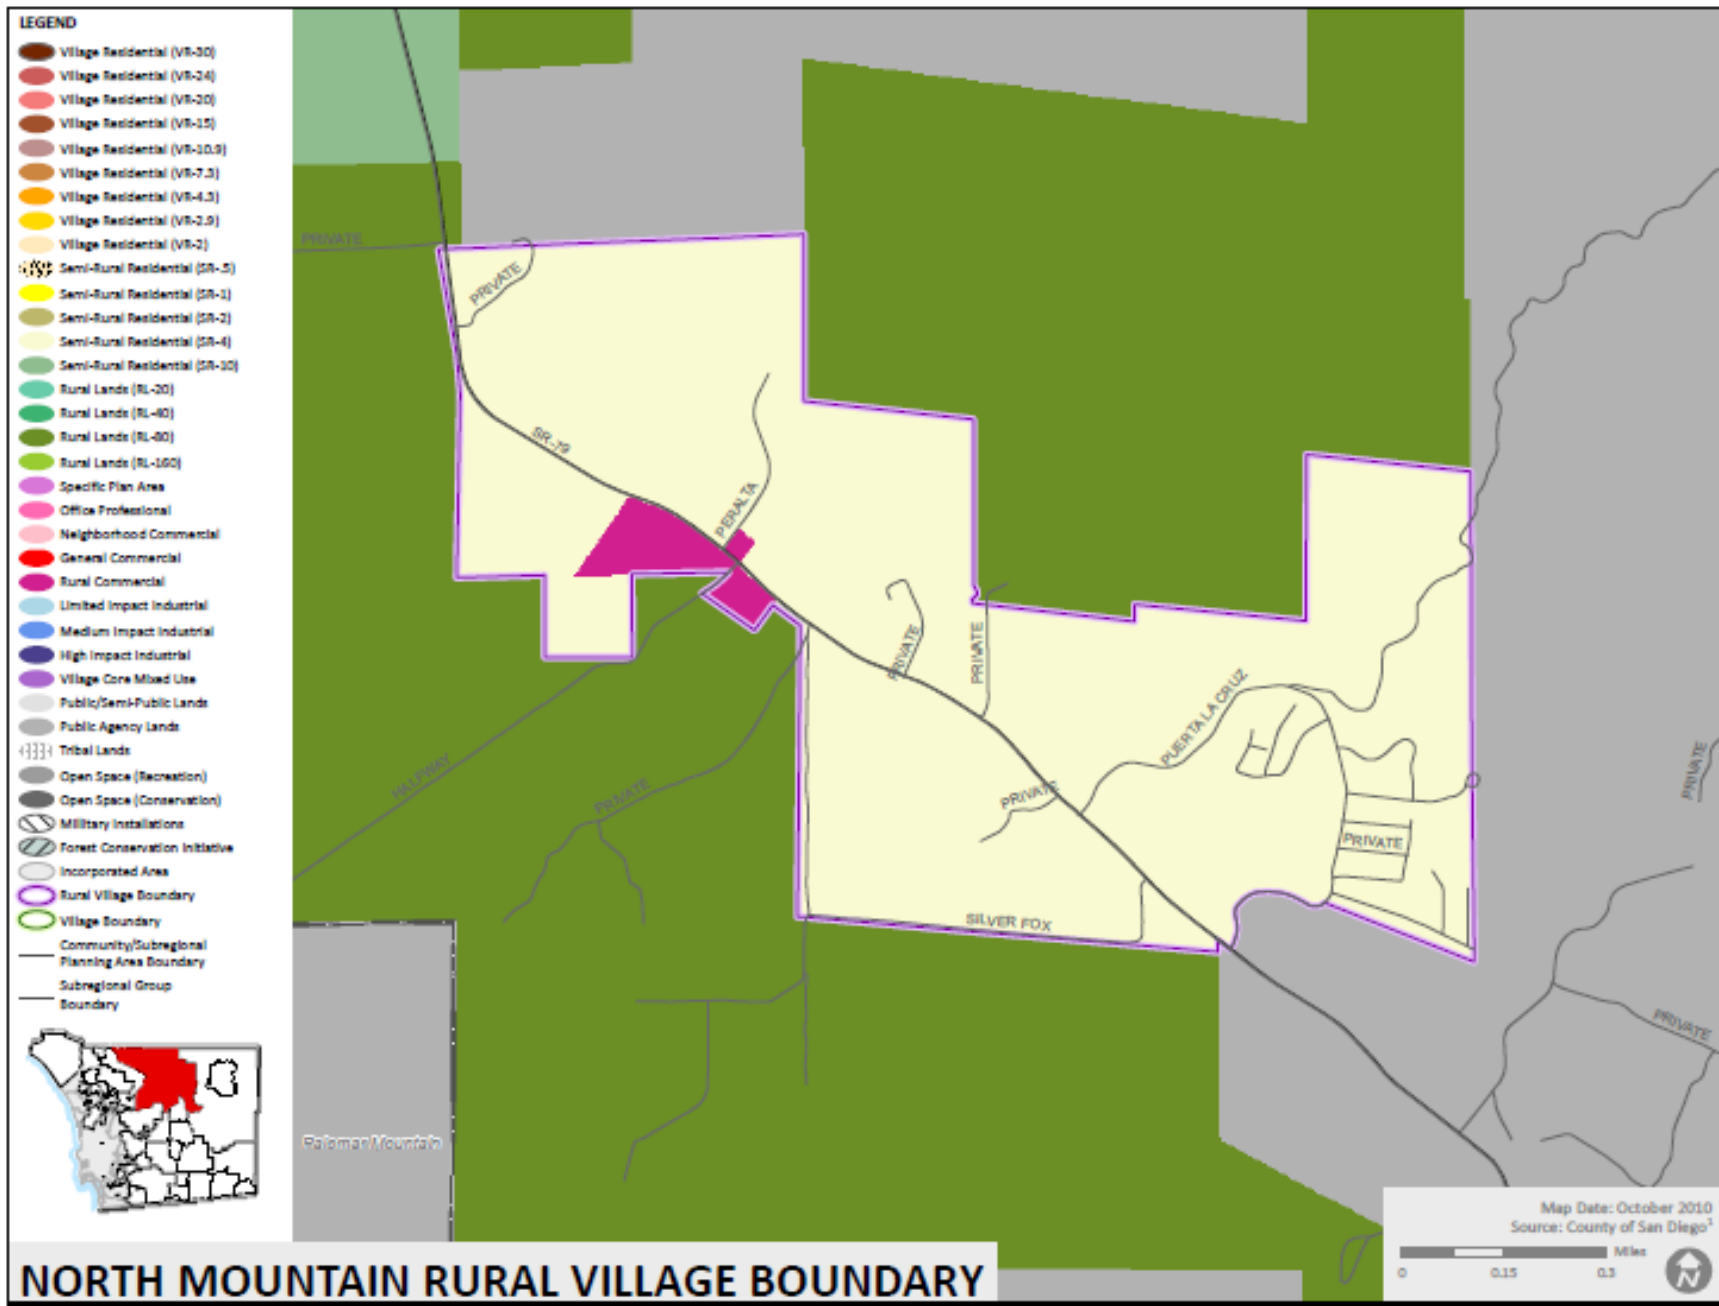 LEGEND
Village Residential (VR-30)
Village Residential (VR-24)
Village Residential (VR-20)
Village Residential (VR-15)
Village Residential (VR-10.9)
Village Residential (VR-7.3)
Village Residential (VR-4.3)
Village Residential (VR-2.9)
Village Residential (VR-2)
Semi-Rural Residential (SR-.5)
Semi-Rural Residential (SR-1)
Semi-Rural Residential (SR-2)
Semi-Rural Residential (SR-4)
Semi-Rural Residential (SR-10)
Rural Lands (RL-20)
Rural Lands (RL-40)
Rural Lands (RL-80)
Rural Lands (RL-160)
Specific Plan Area
Office Professional
Neighborhood Commercial
General Commercial
Rural Commercial
Limited Impact Industrial
Medium Impact Industrial
High Impact Industrial
Village Core Mixed Use
Public/Semi-Public Lands
Public Agency Lands
Tribal Lands
Open Space (Recreation)
Open Space (Conservation)
Military Installations
Forest Conservation Initiative
Incorporated Area
Rural Village Boundary
Village Boundary
Community/Subregional
Planning Area Boundary
Subregional Group
Boundary
PRIVATE
PRIVATE
SR-79
PERALTA
PRIVATE
PRIVATE
PUERTA LA CRUZ
HALFWAY
PRIVATE
PRIVATE
PRIVATE
PRIVATE
SILVER FOX
PRIVATE
Palomar Mountain
Map Date: October 2010
Source: County of San Diego¹
Miles
0 0.15 0.3
N
NORTH MOUNTAIN RURAL VILLAGE BOUNDARY